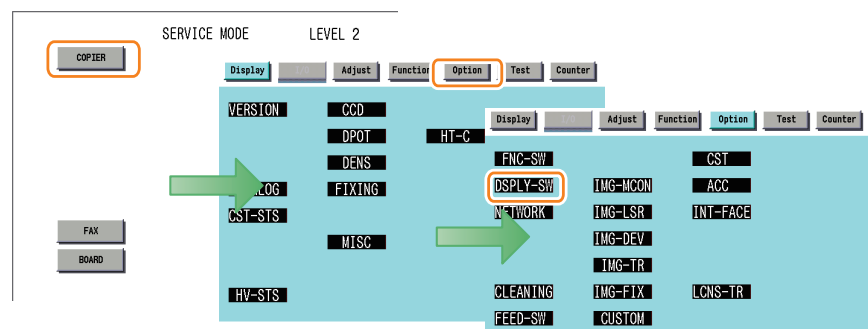 SERVICE MODE LEVEL 2
COPIER
FAX
BOARD
Display I/O Adjust Function Option Test Counter
VERSION CCD
DPOT HT-C
DENS
FIXING
CST-STS
MISC
HV-STS
Display I/O Adjust Function Option Test Counter
FNC-SW CST
DSPLY-SW IMG-MCON ACC
NETWORK IMG-LSR INT-FACE
IMG-DEV
IMG-TR
CLEANING IMG-FIX LCNS-TR
FEED-SW CUSTOM